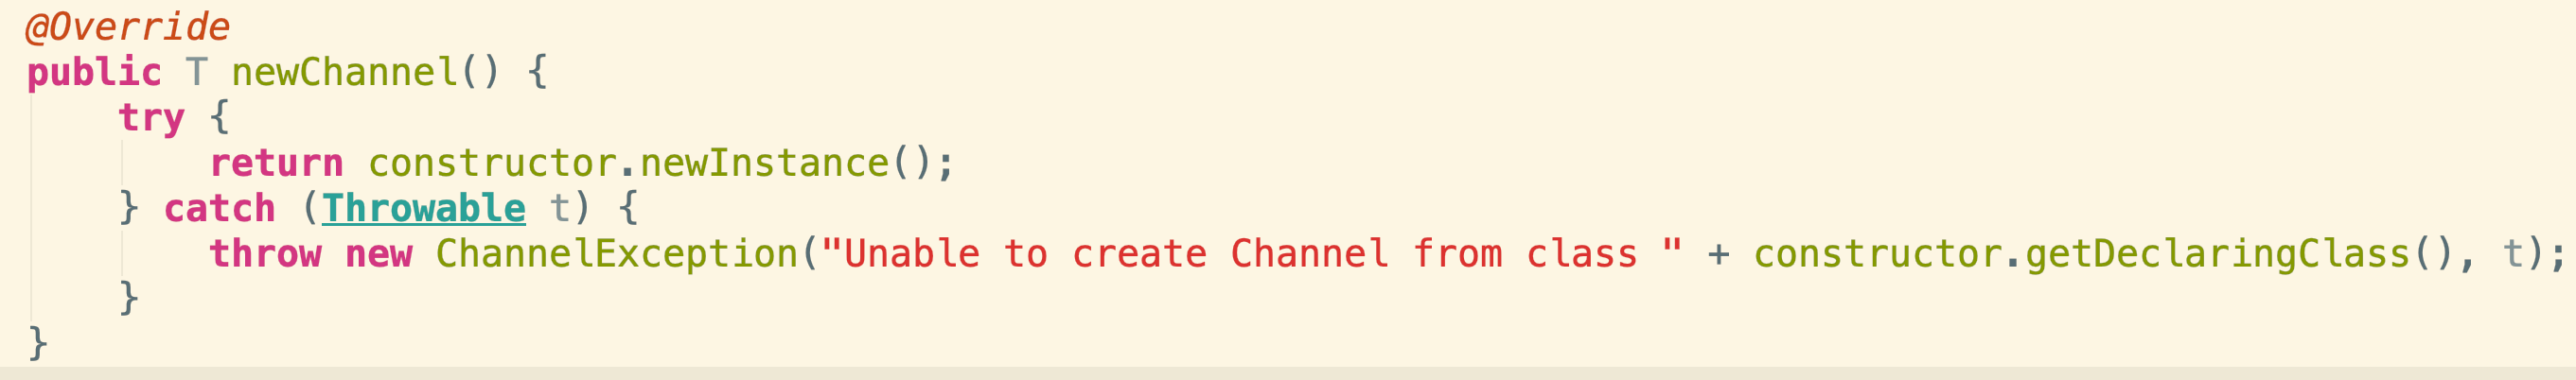 @Override
public T newChannel() {
    try {
        return constructor.newInstance();
    } catch (Throwable t) {
        throw new ChannelException("Unable to create Channel from class " + constructor.getDeclaringClass(), t);
    }
}